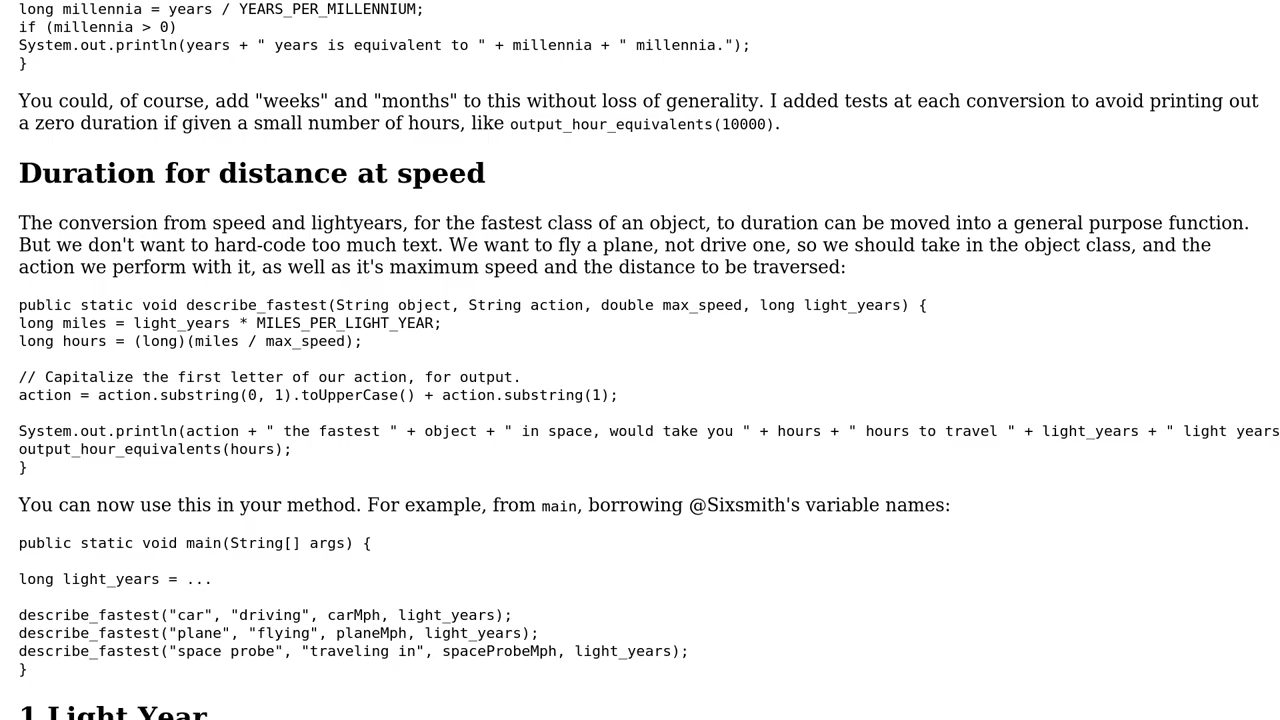 long millennia = years / YEARS_PER_MILLENNIUM;
if (millennia > 0)
System.out.println(years + " years is equivalent to " + millennia + " millennia.");
}
You could, of course, add "weeks" and "months" to this without loss of generality. I added tests at each conversion to avoid printing out
a zero duration if given a small number of hours, like output_hour_equivalents(10000).
Duration for distance at speed
The conversion from speed and lightyears, for the fastest class of an object, to duration can be moved into a general purpose function.
But we don't want to hard-code too much text. We want to fly a plane, not drive one, so we should take in the object class, and the
action we perform with it, as well as it's maximum speed and the distance to be traversed:
public static void describe_fastest(String object, String action, double max_speed, long light_years) {
long miles = light_years * MILES_PER_LIGHT_YEAR;
long hours = (long)(miles / max_speed);
// Capitalize the first letter of our action, for output.
action = action.substring(0, 1).toUpperCase() + action.substring(1);
System.out.println(action + " the fastest " + object + " in space, would take you " + hours + " hours to travel " + light_years + " light years
output_hour_equivalents(hours);
}
You can now use this in your method. For example, from main, borrowing @Sixsmith's variable names:
public static void main(String[] args) {
long light_years = ...
describe_fastest("car", "driving", carMph, light_years);
describe_fastest("plane", "flying", planeMph, light_years);
describe_fastest("space probe", "traveling in", spaceProbeMph, light_years);
}
1 Light Year